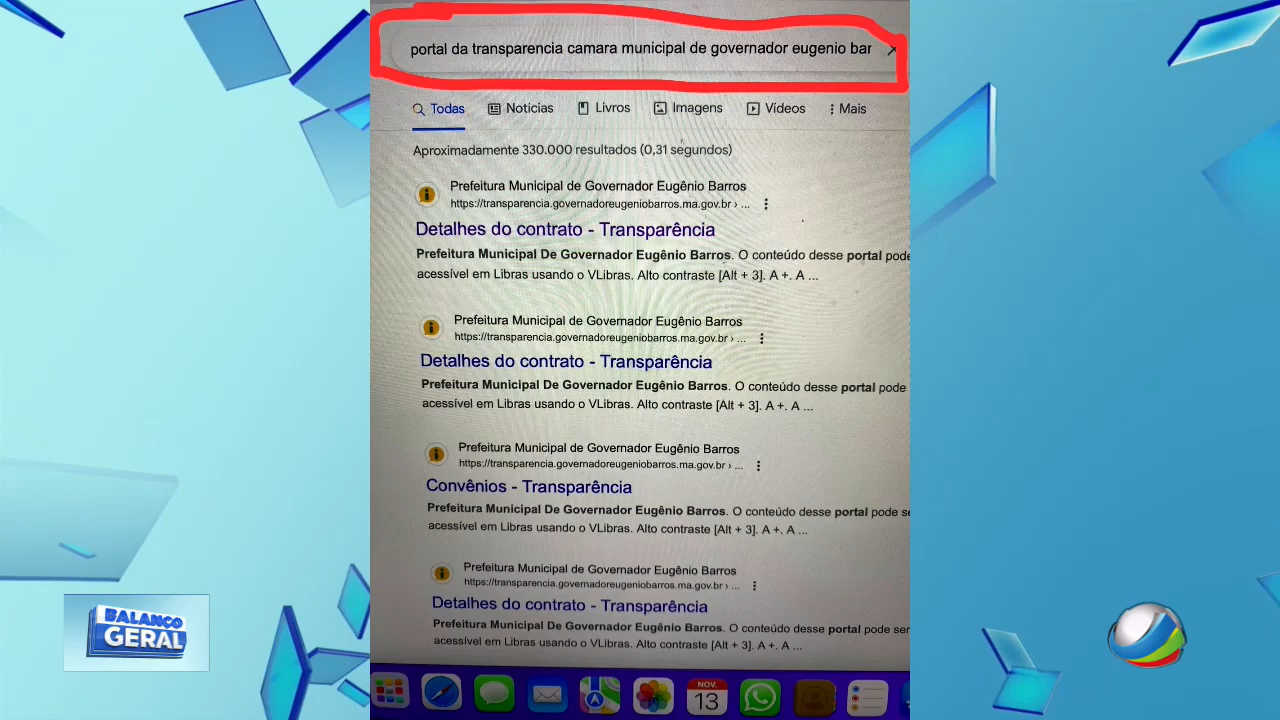 portal da transparencia camara municipal de governador eugenio bar
Todas Notícias Livros Imagens Vídeos Mais
Aproximadamente 330.000 resultados (0,31 segundos)
Prefeitura Municipal de Governador Eugênio Barros
https://transparencia.governadoreugeniobarros.ma.gov.br › ...
Detalhes do contrato - Transparência
Prefeitura Municipal De Governador Eugênio Barros. O conteúdo desse portal pode
acessível em Libras usando o VLibras. Alto contraste [Alt + 3]. A +. A ...
Prefeitura Municipal de Governador Eugênio Barros
https://transparencia.governadoreugeniobarros.ma.gov.br › ...
Detalhes do contrato - Transparência
Prefeitura Municipal De Governador Eugênio Barros. O conteúdo desse portal pode
acessível em Libras usando o VLibras. Alto contraste [Alt + 3]. A +. A ...
Prefeitura Municipal de Governador Eugênio Barros
https://transparencia.governadoreugeniobarros.ma.gov.br › ...
Convênios - Transparência
Prefeitura Municipal De Governador Eugênio Barros. O conteúdo desse portal pode se
acessível em Libras usando o VLibras. Alto contraste [Alt + 3]. A +. A ...
Prefeitura Municipal de Governador Eugênio Barros
https://transparencia.governadoreugeniobarros.ma.gov.br › ...
Detalhes do contrato - Transparência
Prefeitura Municipal De Governador Eugênio Barros. O conteúdo desse portal pode ser
acessível em Libras usando o VLibras. Alto contraste [Alt + 3]. A +. A ...
NOV.
13
BALANÇO
GERAL